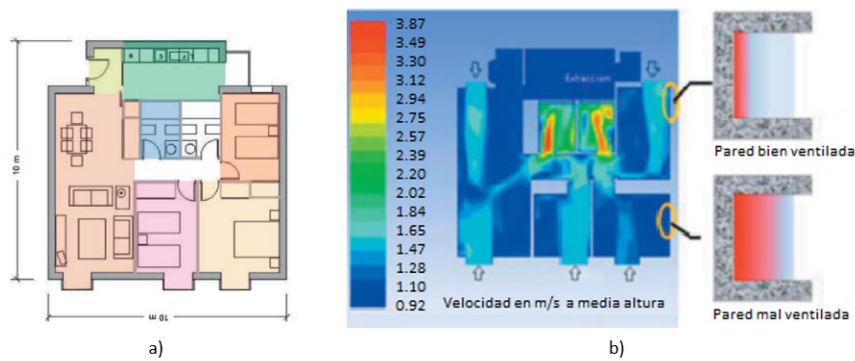 10 m
10 m
a)
3.87
3.49
3.30
3.12
2.94
2.75
2.57
2.39
2.20
2.02
2.84
1.65
1.47
1.28
1.10
0.92
Extraccion
Velocidad en m/s a media altura
b)
Pared bien ventilada
Pared mal ventilada